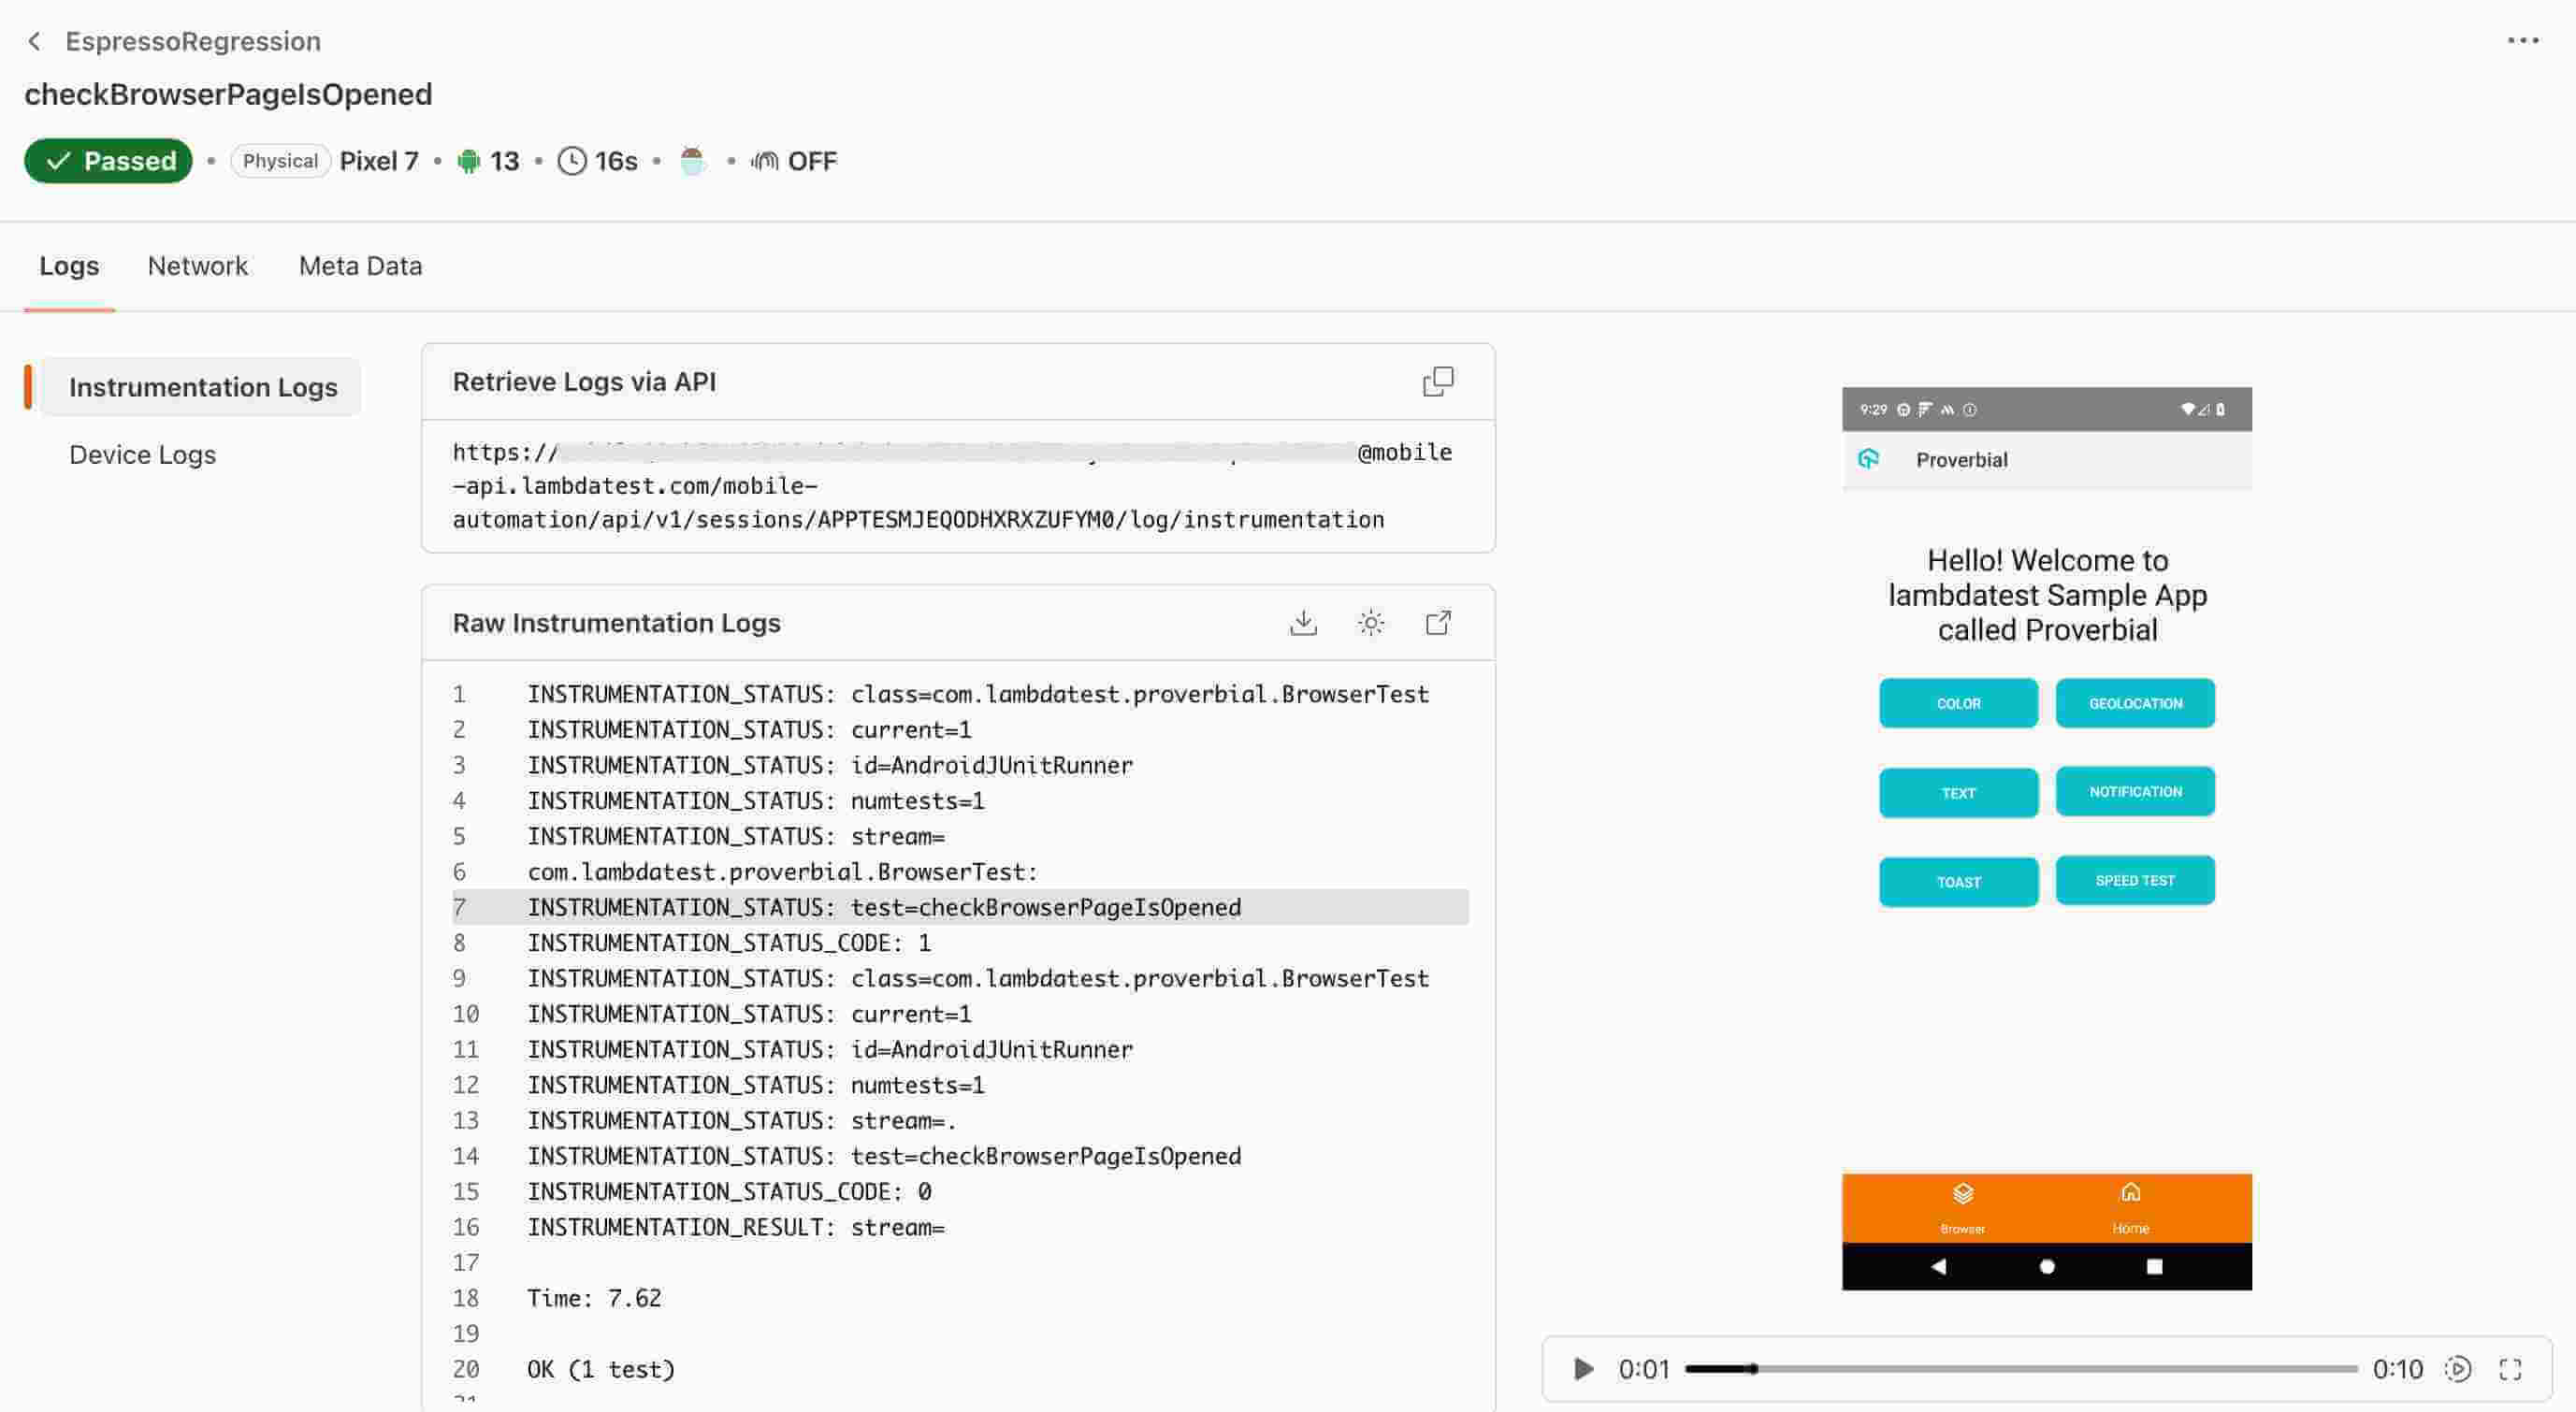 EspressoRegression
checkBrowserPageIsOpened
Passed • Physical Pixel 7 • 13 • 16s • • OFF
Logs Network Meta Data
Instrumentation Logs
Device Logs
Retrieve Logs via API
https:// @mobile
-api.lambdatest.com/mobile-
automation/api/v1/sessions/APPTESMJEQODHXRXZUFYM0/log/instrumentation
Raw Instrumentation Logs
1 INSTRUMENTATION_STATUS: class=com.lambdatest.proverbial.BrowserTest
2 INSTRUMENTATION_STATUS: current=1
3 INSTRUMENTATION_STATUS: id=AndroidJUnitRunner
4 INSTRUMENTATION_STATUS: numtests=1
5 INSTRUMENTATION_STATUS: stream=
6 com.lambdatest.proverbial.BrowserTest:
7 INSTRUMENTATION_STATUS: test=checkBrowserPageIsOpened
8 INSTRUMENTATION_STATUS_CODE: 1
9 INSTRUMENTATION_STATUS: class=com.lambdatest.proverbial.BrowserTest
10 INSTRUMENTATION_STATUS: current=1
11 INSTRUMENTATION_STATUS: id=AndroidJUnitRunner
12 INSTRUMENTATION_STATUS: numtests=1
13 INSTRUMENTATION_STATUS: stream=.
14 INSTRUMENTATION_STATUS: test=checkBrowserPageIsOpened
15 INSTRUMENTATION_STATUS_CODE: 0
16 INSTRUMENTATION_RESULT: stream=
17
18 Time: 7.62
19
20 OK (1 test)
9:29
Proverbial
Hello! Welcome to
lambdatest Sample App
called Proverbial
COLOR GEOLOCATION
TEXT NOTIFICATION
TOAST SPEED TEST
Browser Home
0:01 0:10